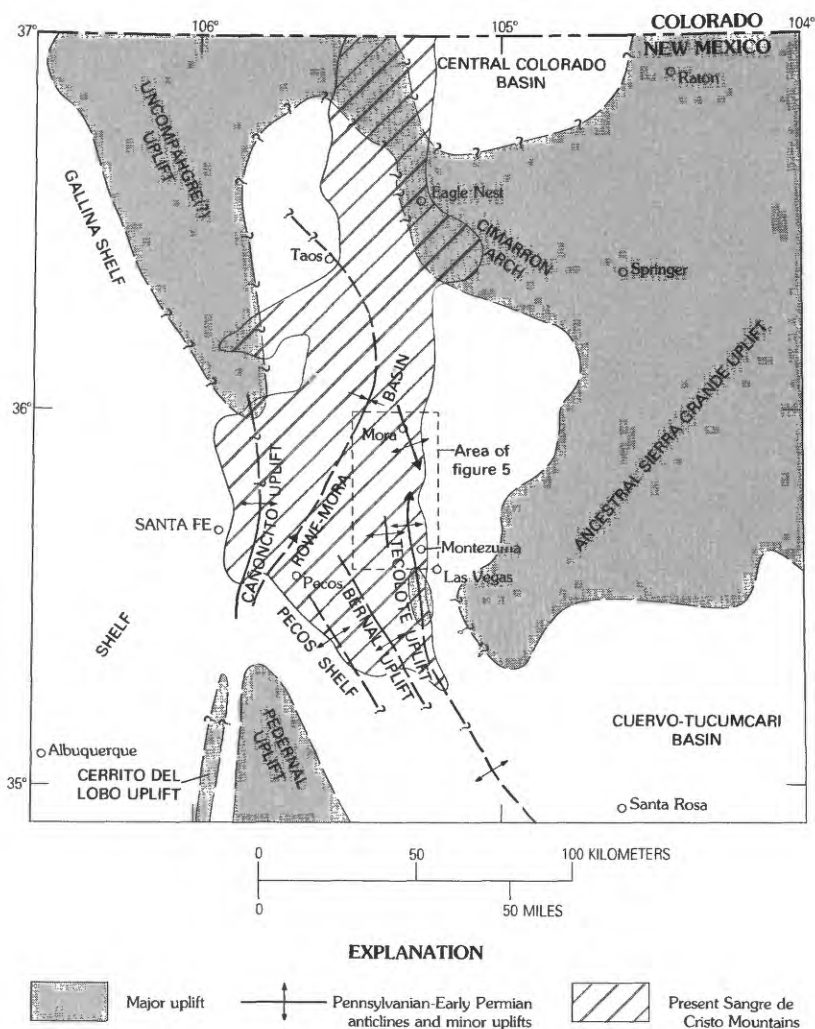 37°
106°
105°
COLORADO
104°
NEW MEXICO
CENTRAL COLORADO
BASIN
Raton
UNCOMPAHGRE(?)
UPLIFT
GALLINA SHELF
Eagle Nest
CIMARRON
ARCH
Taos
Springer
36°
BASIN
Mora
Area of
figure 5
ANCESTRAL SIERRA GRANDE UPLIFT
SANTA FE
CAÑONCITO UPLIFT
ROWE-MORA
Montezuma
Pecos
TECOLOTE UPLIFT
Las Vegas
BERNAL UPLIFT
PECOS SHELF
SHELF
PEDERNAL
UPLIFT
CUERVO-TUCUMCARI
BASIN
Albuquerque
35°
CERRITO DEL
LOBO UPLIFT
Santa Rosa
0 50 100 KILOMETERS
0 50 MILES
EXPLANATION
Major uplift
Pennsylvanian-Early Permian
anticlines and minor uplifts
Present Sangre de
Cristo Mountains